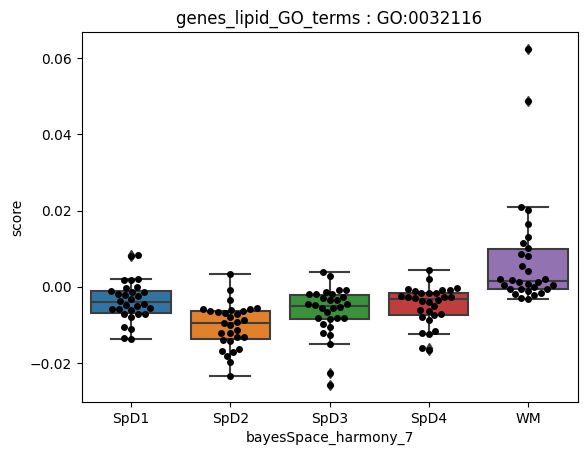 genes_lipid_GO_terms : GO:0032116
0.06
0.04
0.02
0.00
−0.02
score
SpD1 SpD2 SpD3 SpD4 WM
bayesSpace_harmony_7